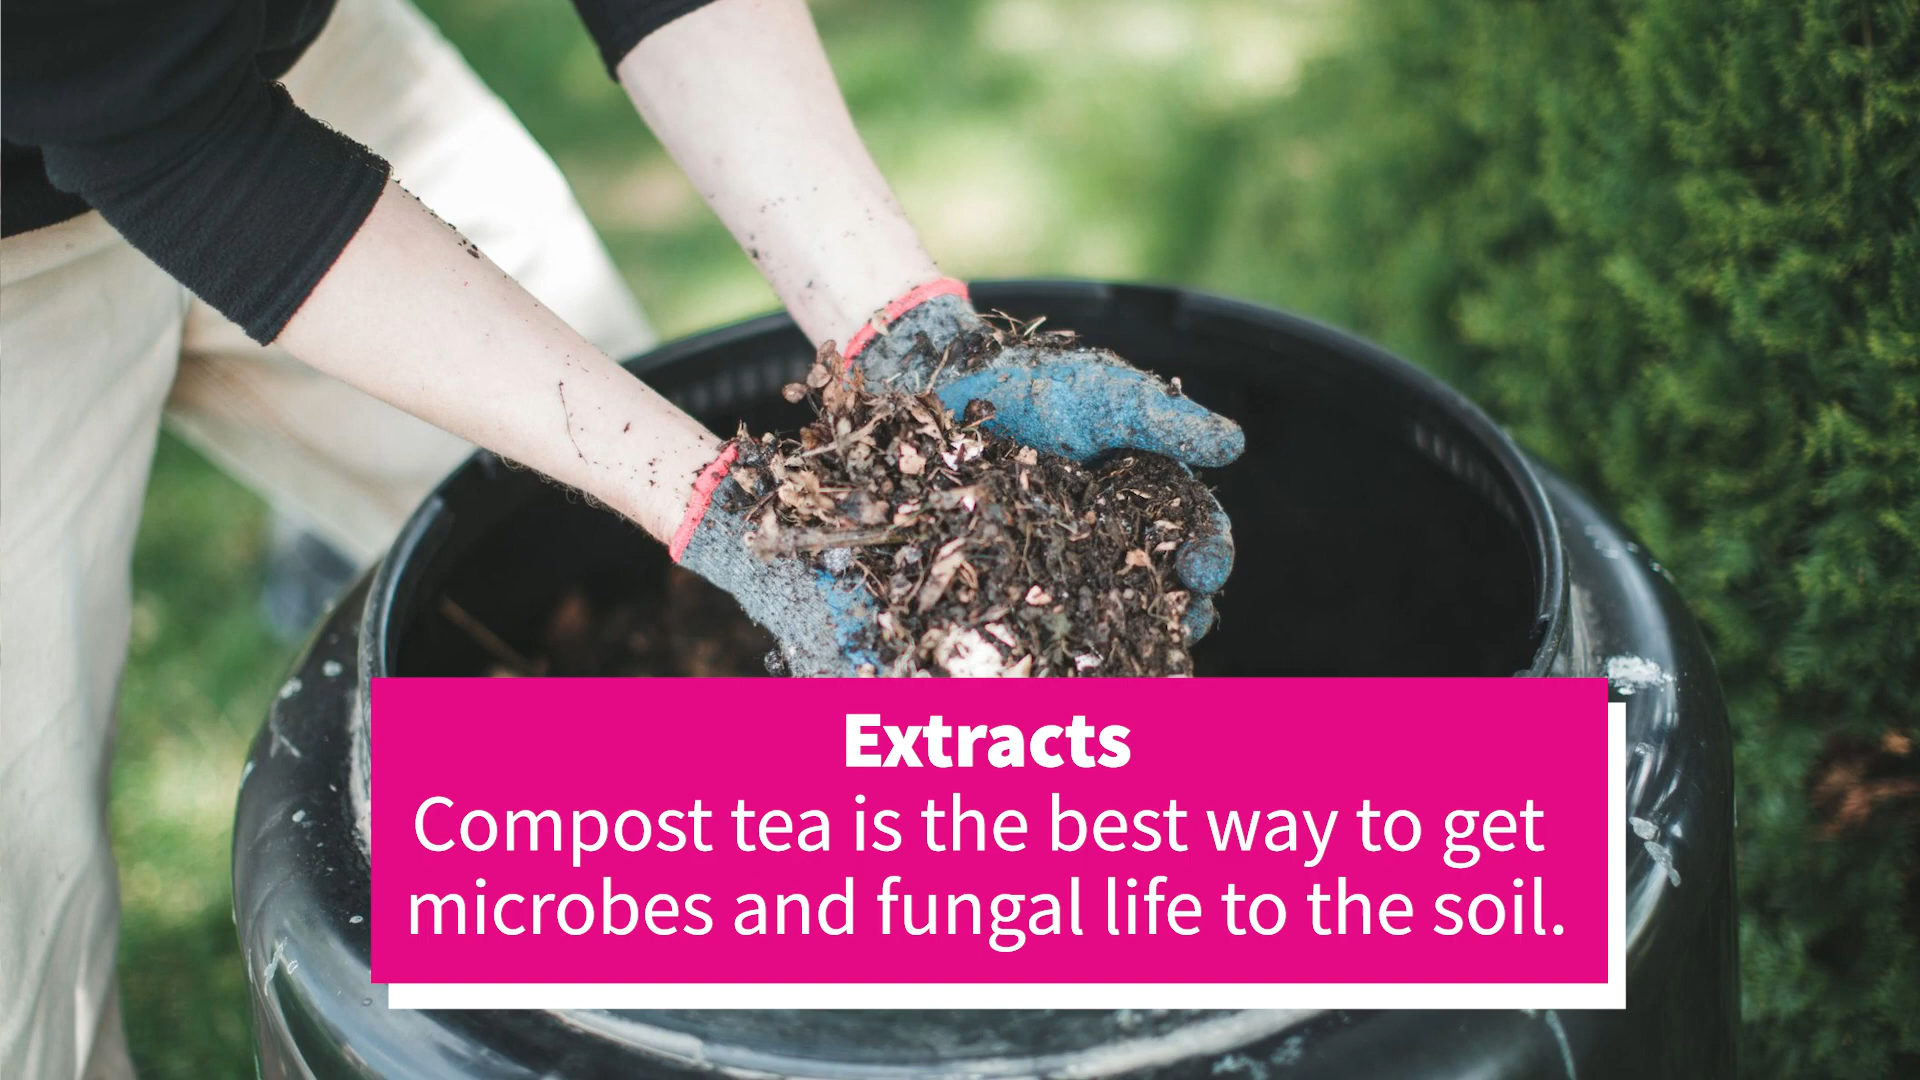 Extracts
Compost tea is the best way to get
microbes and fungal life to the soil.